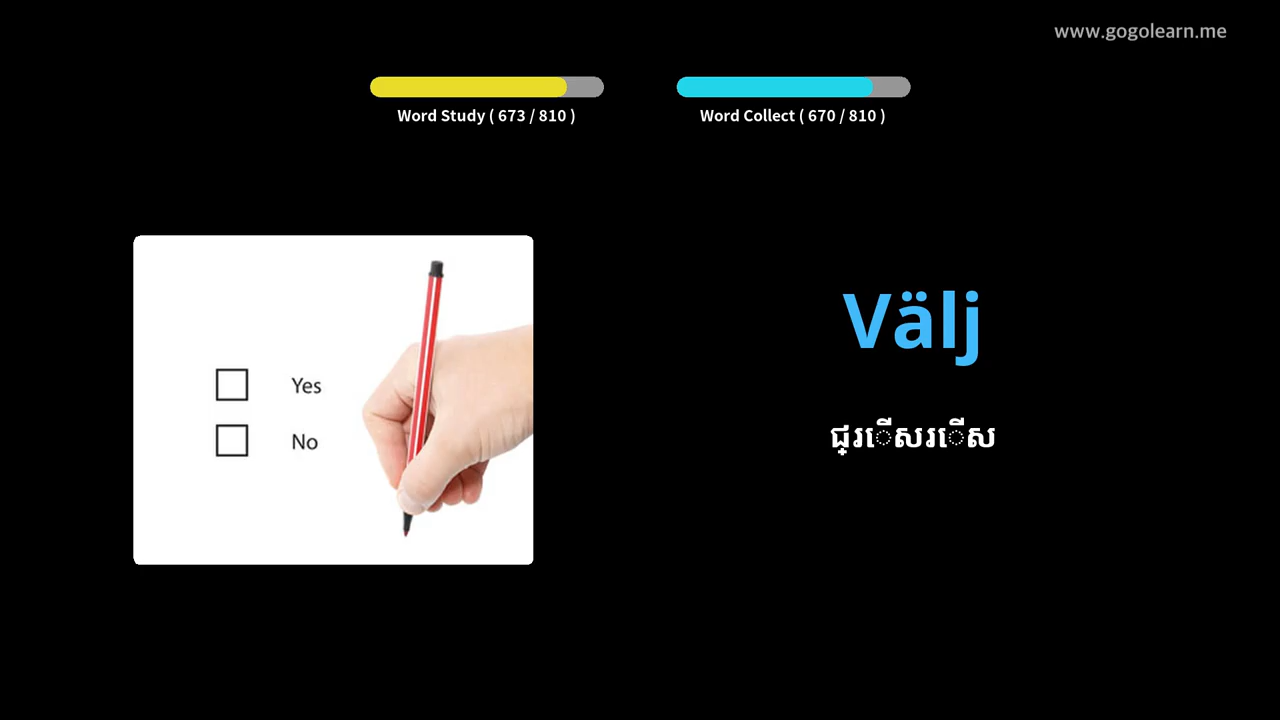 www.gogolearn.me
Word Study ( 673 / 810 )
Word Collect ( 670 / 810 )
Yes
No
Välj
ជ្រើសរើស